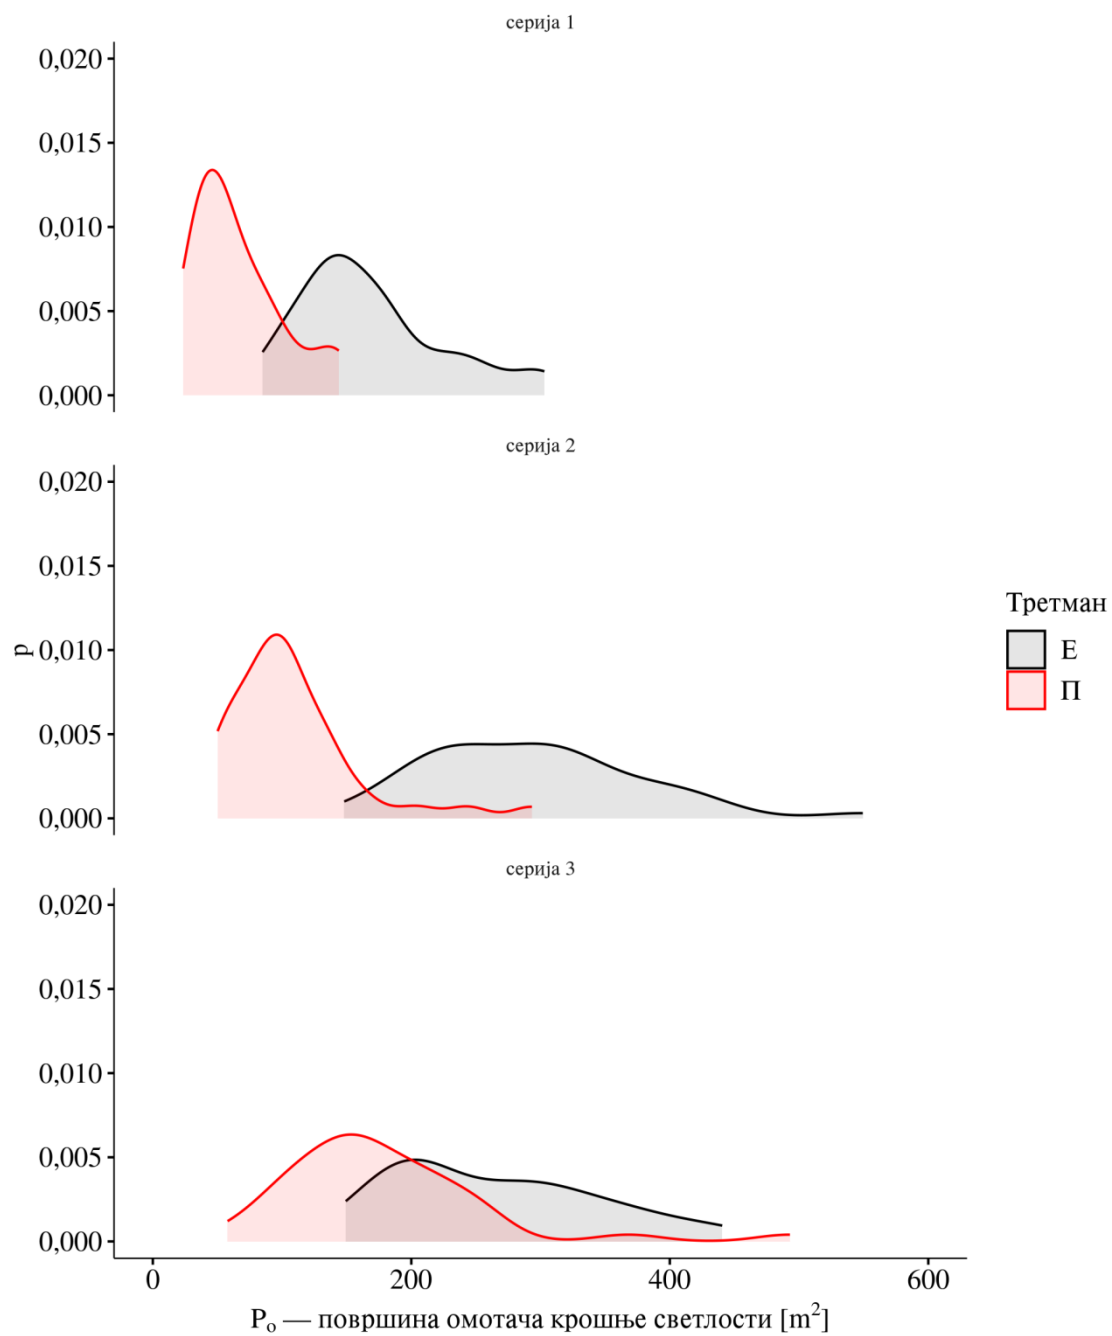 серија 1
0,020
0,015
0,010
0,005
0,000
серија 2
0,020
0,015
0,010
0,005
0,000
p
серија 3
0,020
0,015
0,010
0,005
0,000
0 200 400 600
Pₒ — површина омотача крошње светлости [m²]
Третман
Е
П